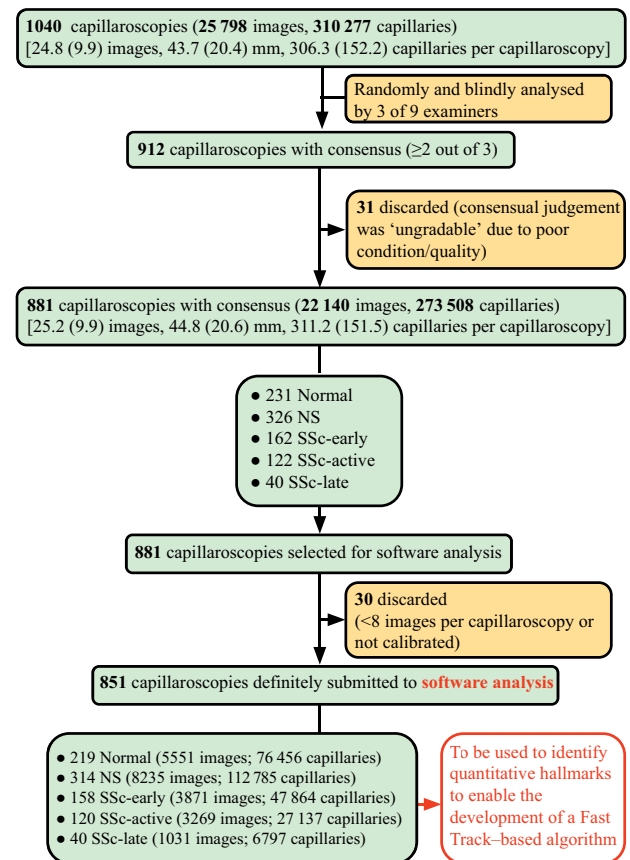 1040 capillaroscopies (25 798 images, 310 277 capillaries)
[24.8 (9.9) images, 43.7 (20.4) mm, 306.3 (152.2) capillaries per capillaroscopy]
Randomly and blindly analysed
by 3 of 9 examiners
912 capillaroscopies with consensus (≥2 out of 3)
31 discarded (consensual judgement
was ‘ungradable’ due to poor
condition/quality)
881 capillaroscopies with consensus (22 140 images, 273 508 capillaries)
[25.2 (9.9) images, 44.8 (20.6) mm, 311.2 (151.5) capillaries per capillaroscopy]
● 231 Normal
● 326 NS
● 162 SSc-early
● 122 SSc-active
● 40 SSc-late
881 capillaroscopies selected for software analysis
30 discarded
(<8 images per capillaroscopy or
not calibrated)
851 capillaroscopies definitely submitted to software analysis
● 219 Normal (5551 images; 76 456 capillaries)
● 314 NS (8235 images; 112 785 capillaries)
● 158 SSc-early (3871 images; 47 864 capillaries)
● 120 SSc-active (3269 images; 27 137 capillaries)
● 40 SSc-late (1031 images; 6797 capillaries)
To be used to identify
quantitative hallmarks
to enable the
development of a Fast
Track–based algorithm